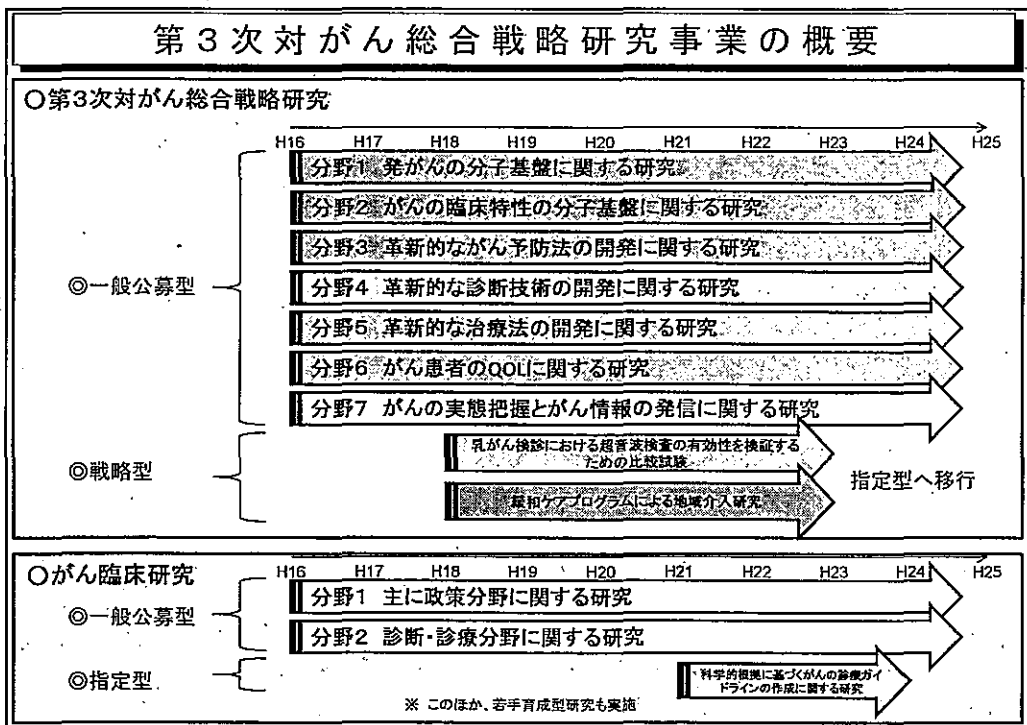 第3次対がん総合戦略研究事業の概要
○第3次対がん総合戦略研究
H16 H17 H18 H19 H20 H21 H22 H23 H24 H25
◎一般公募型
分野1 発がんの分子基盤に関する研究
分野2 がんの臨床特性の分子基盤に関する研究
分野3 革新的ながん予防法の開発に関する研究
分野4 革新的な診断技術の開発に関する研究
分野5 革新的な治療法の開発に関する研究
分野6 がん患者のQOLに関する研究
分野7 がんの実態把握とがん情報の発信に関する研究
◎戦略型
乳がん検診における超音波検査の有効性を検証する
ための比較試験
緩和ケアプログラムによる地域介入研究
指定型へ移行
○がん臨床研究
H16 H17 H18 H19 H20 H21 H22 H23 H24 H25
◎一般公募型
分野1 主に政策分野に関する研究
分野2 診断・診療分野に関する研究
◎指定型
科学的根拠に基づくがんの診療ガイ
ドラインの作成に関する研究
※ このほか、若手育成型研究も実施